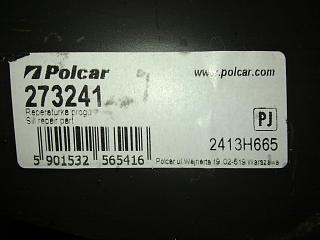 Polcar
www.polcar.com
273241
Reperaturka progu
Sill repair part
PJ
2413H665
5 901532 565416
Polcar ul.Wejnerta 19 02-619 Warszawa